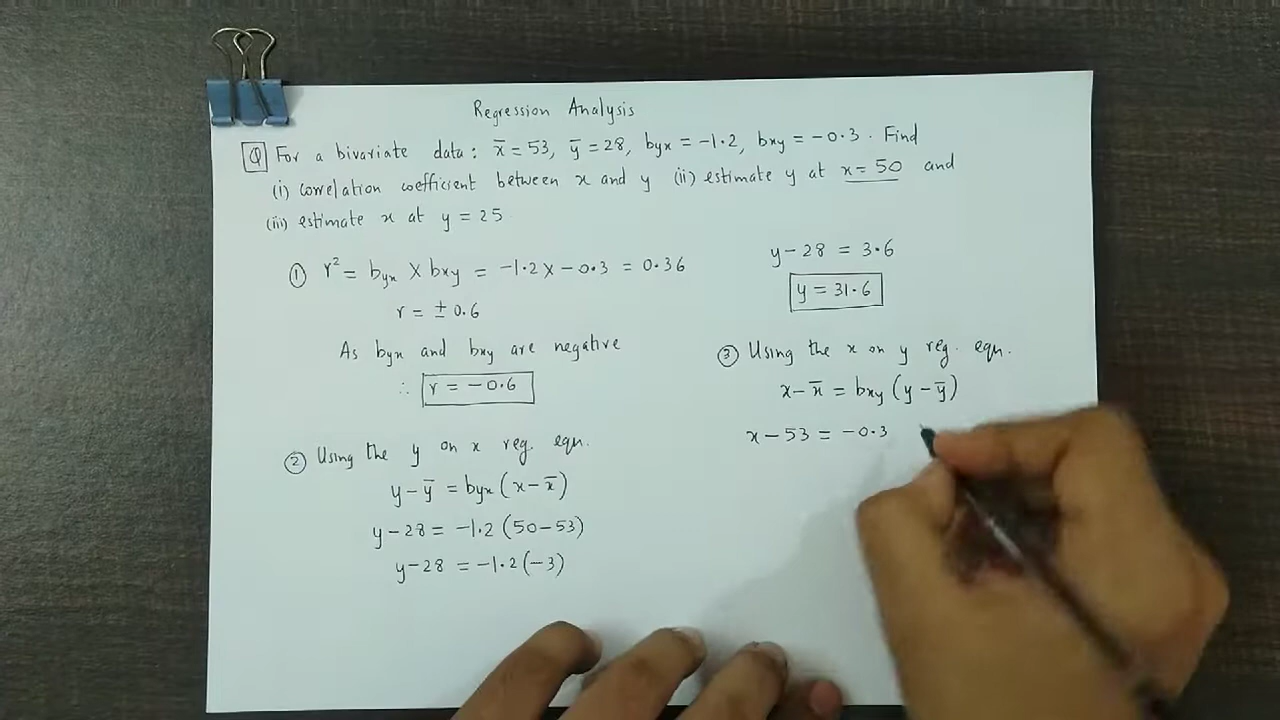 Regression Analysis
Q For a bivariate data: x̄ = 53, ȳ = 28, byx = -1.2, bxy = -0.3. Find
(i) correlation coefficient between x and y (ii) estimate y at x = 50 and
(iii) estimate x at y = 25
① r² = byx × bxy = -1.2 x -0.3 = 0.36
r = ± 0.6
As byx and bxy are negative
∴ r = -0.6
② Using the y on x reg. eqn.
y - ȳ = byx (x - x̄)
y - 28 = -1.2 (50 - 53)
y - 28 = -1.2 (-3)
y - 28 = 3.6
y = 31.6
③ Using the x on y reg. eqn.
x - x̄ = bxy (y - ȳ)
x - 53 = -0.3